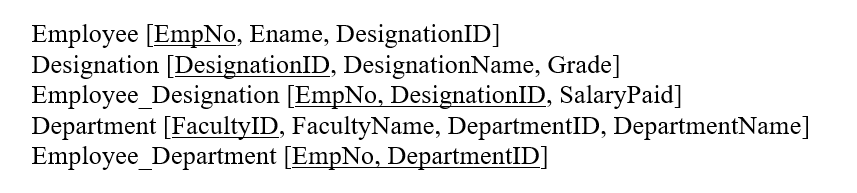 Employee [EmpNo, Ename, DesignationID]
Designation [DesignationID, DesignationName, Grade]
Employee_Designation [EmpNo, DesignationID, SalaryPaid]
Department [FacultyID, FacultyName, DepartmentID, DepartmentName]
Employee_Department [EmpNo, DepartmentID]